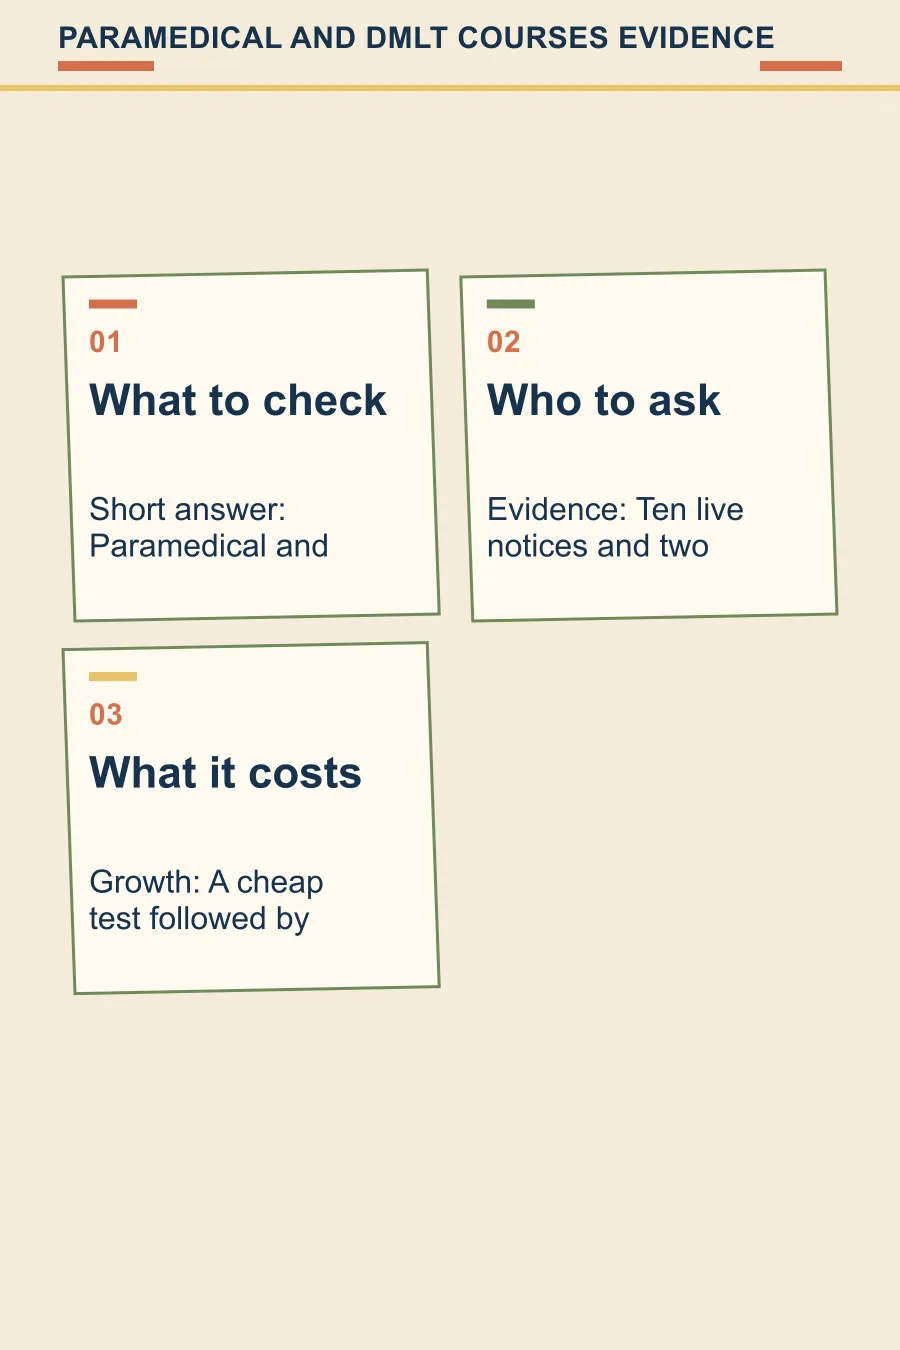 PARAMEDICAL AND DMLT COURSES EVIDENCE
01
What to check
Short answer:
Paramedical and
02
Who to ask
Evidence: Ten live
notices and two
03
What it costs
Growth: A cheap
test followed by